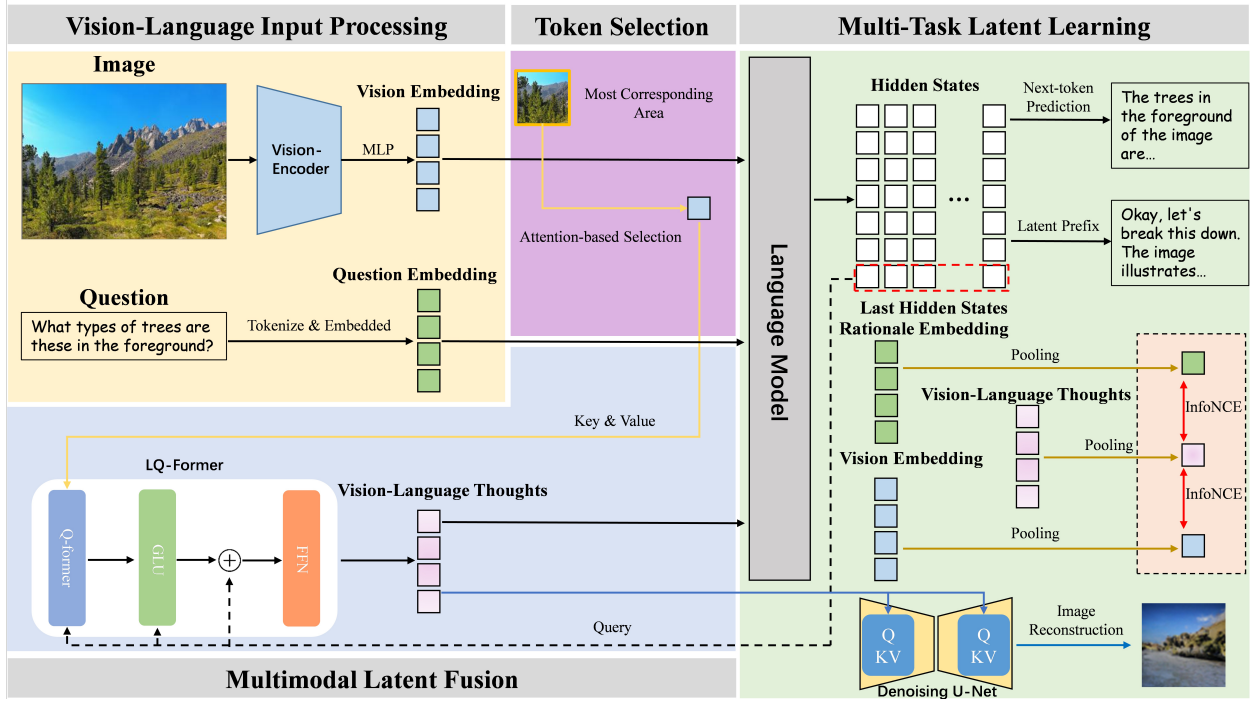 Vision-Language Input Processing
Token Selection
Multi-Task Latent Learning
Image
Vision-
Encoder
MLP
Vision Embedding
Question
What types of trees are
these in the foreground?
Tokenize & Embedded
Question Embedding
Most Corresponding
Area
Attention-based Selection
Key & Value
LQ-Former
Q-former
GLU
FFN
Vision-Language Thoughts
Query
Multimodal Latent Fusion
Language Model
Hidden States
...
Next-token
Prediction
The trees in
the foreground
of the image
are...
Latent Prefix
Okay, let's
break this down.
The image
illustrates...
Last Hidden States
Rationale Embedding
Pooling
Vision-Language Thoughts
Pooling
Vision Embedding
Pooling
InfoNCE
InfoNCE
Q
KV
Q
KV
Denoising U-Net
Image
Reconstruction